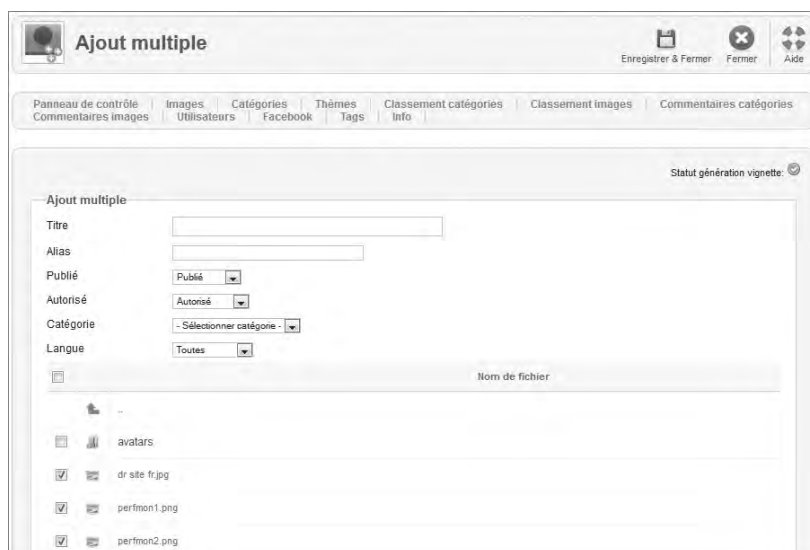 Ajout multiple
Enregistrer & Fermer Fermer Aide
Panneau de contrôle Images Catégories Thèmes Classement catégories Classement images Commentaires catégories
Commentaires images Utilisateurs Facebook Tags Info
Statut génération vignette:
Ajout multiple
Titre
Alias
Publié Publié
Autorisé Autorisé
Catégorie - Sélectionner catégorie -
Langue Toutes
Nom de fichier
..
avatars
dr site fr.jpg
perfmon1.png
perfmon2.png